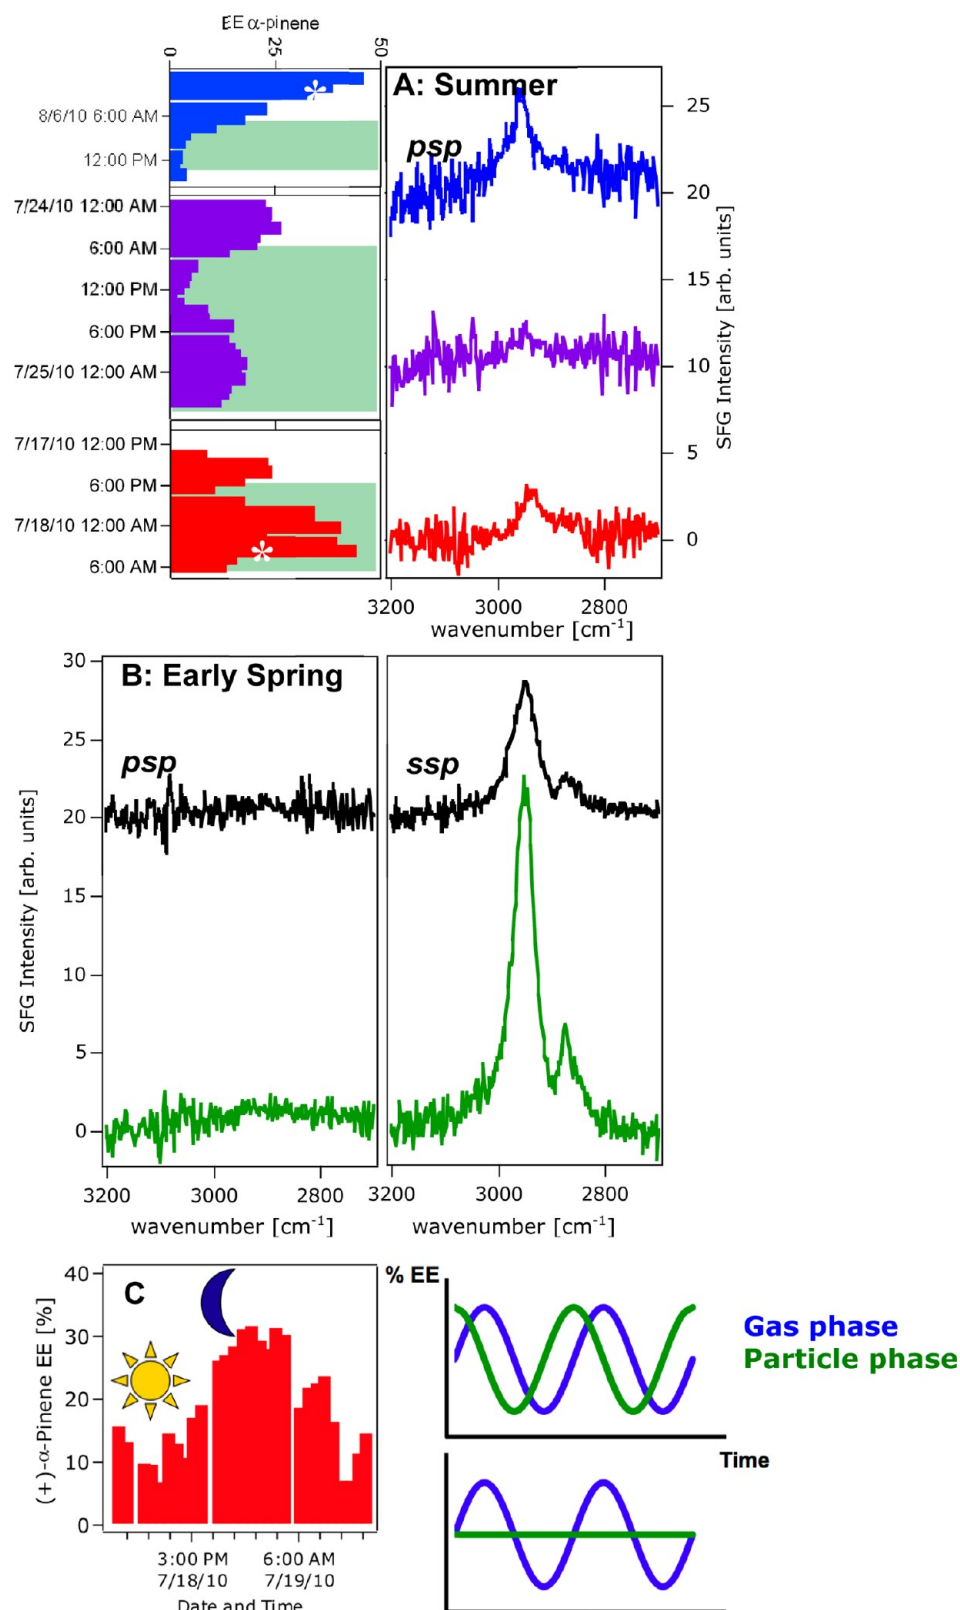 EE α-pinene
0 25 50
A: Summer
psp
8/6/10 6:00 AM
12:00 PM
7/24/10 12:00 AM
6:00 AM
12:00 PM
6:00 PM
7/25/10 12:00 AM
7/17/10 12:00 PM
6:00 PM
7/18/10 12:00 AM
6:00 AM
*
*
25
20
15
10
5
0
SFG Intensity [arb. units]
3200 3000 2800
wavenumber [cm⁻¹]
B: Early Spring
psp
ssp
30
25
20
15
10
5
0
SFG Intensity [arb. units]
3200 3000 2800
wavenumber [cm⁻¹]
3200 3000 2800
wavenumber [cm⁻¹]
C
40
30
20
10
0
(+)-α-Pinene EE [%]
3:00 PM 6:00 AM
7/18/10 7/19/10
Date and Time
% EE
Gas phase
Particle phase
Time